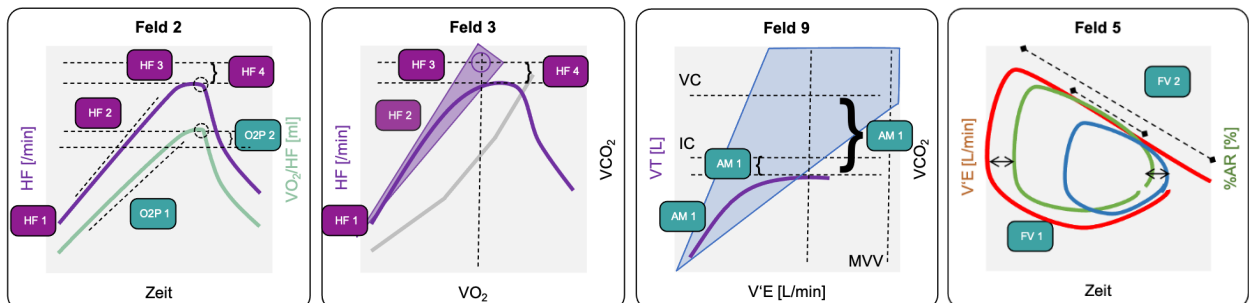 Feld 2
HF 3
HF 4
HF 2
O2P 2
O2P 1
HF 1
HF [/min]
VO₂/HF [ml]
Zeit
Feld 3
HF 3
HF 4
HF 2
HF 1
HF [/min]
VCO₂
VO₂
Feld 9
VC
IC
AM 1
AM 1
AM 1
MVV
VT [L]
VCO₂
V'E [L/min]
Feld 5
FV 2
FV 1
V'E [L/min]
%AR [%]
Zeit